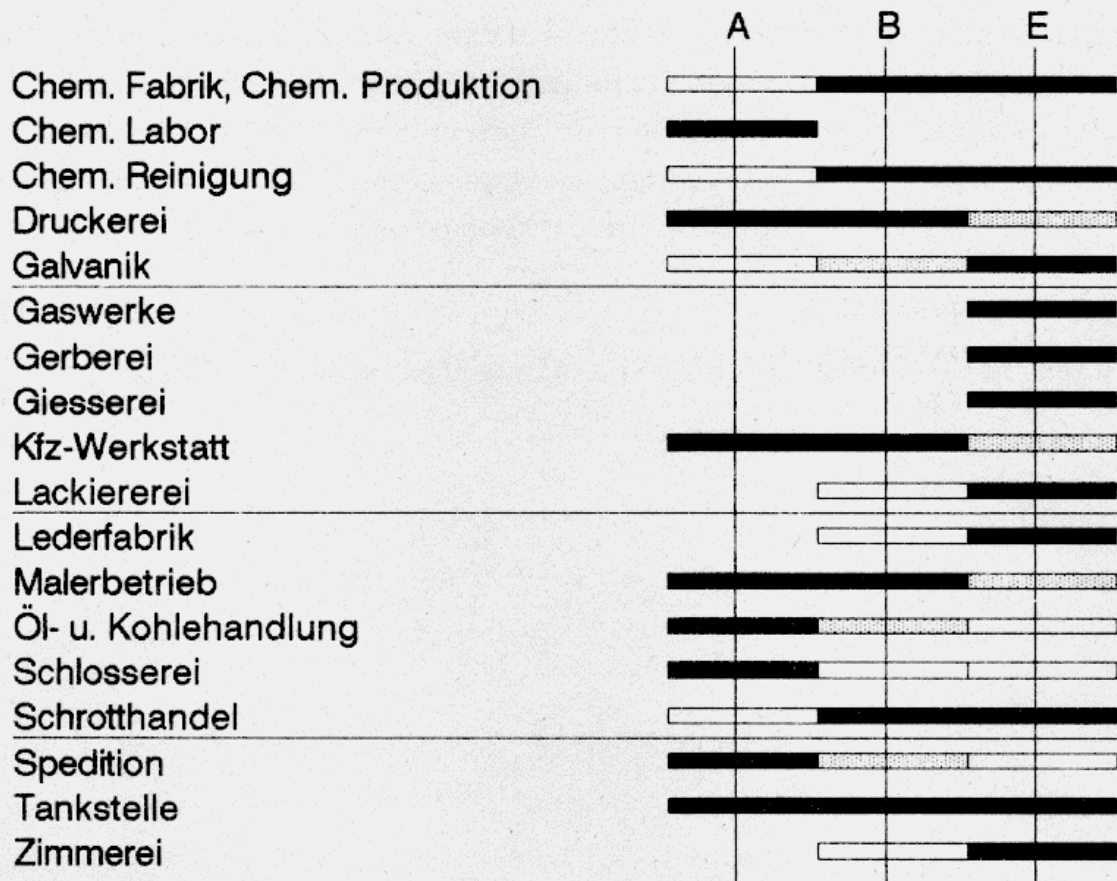 A B E
Chem. Fabrik, Chem. Produktion
Chem. Labor
Chem. Reinigung
Druckerei
Galvanik
Gaswerke
Gerberei
Giesserei
Kfz-Werkstatt
Lackiererei
Lederfabrik
Malerbetrieb
Öl- u. Kohlehandlung
Schlosserei
Schrotthandel
Spedition
Tankstelle
Zimmerei